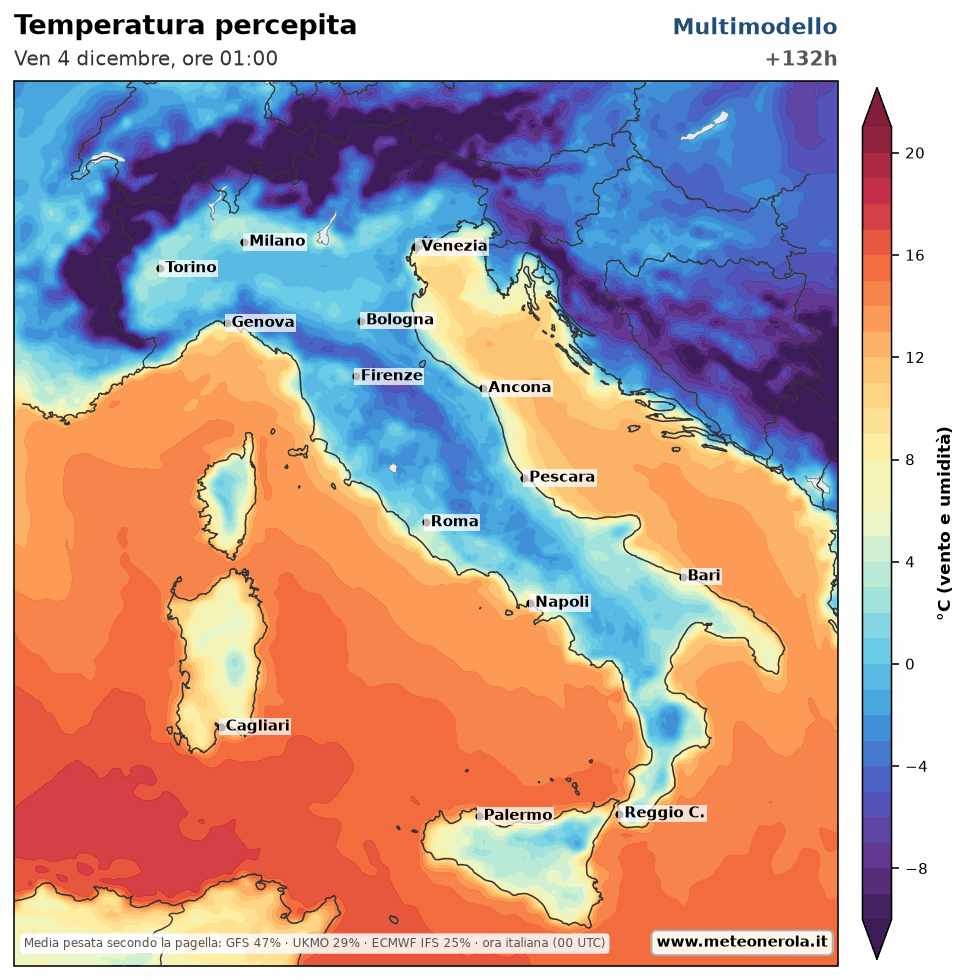 Temperatura percepita
Multimodello
Ven 4 dicembre, ore 01:00
+132h
Milano
Venezia
Torino
Genova
Bologna
Firenze
Ancona
Pescara
Roma
Bari
Napoli
Cagliari
Palermo
Reggio C.
20
16
12
8
4
0
−4
−8
°C (vento e umidità)
Media pesata secondo la pagella: GFS 47% · UKMO 29% · ECMWF IFS 25% · ora italiana (00 UTC)
www.meteonerola.it